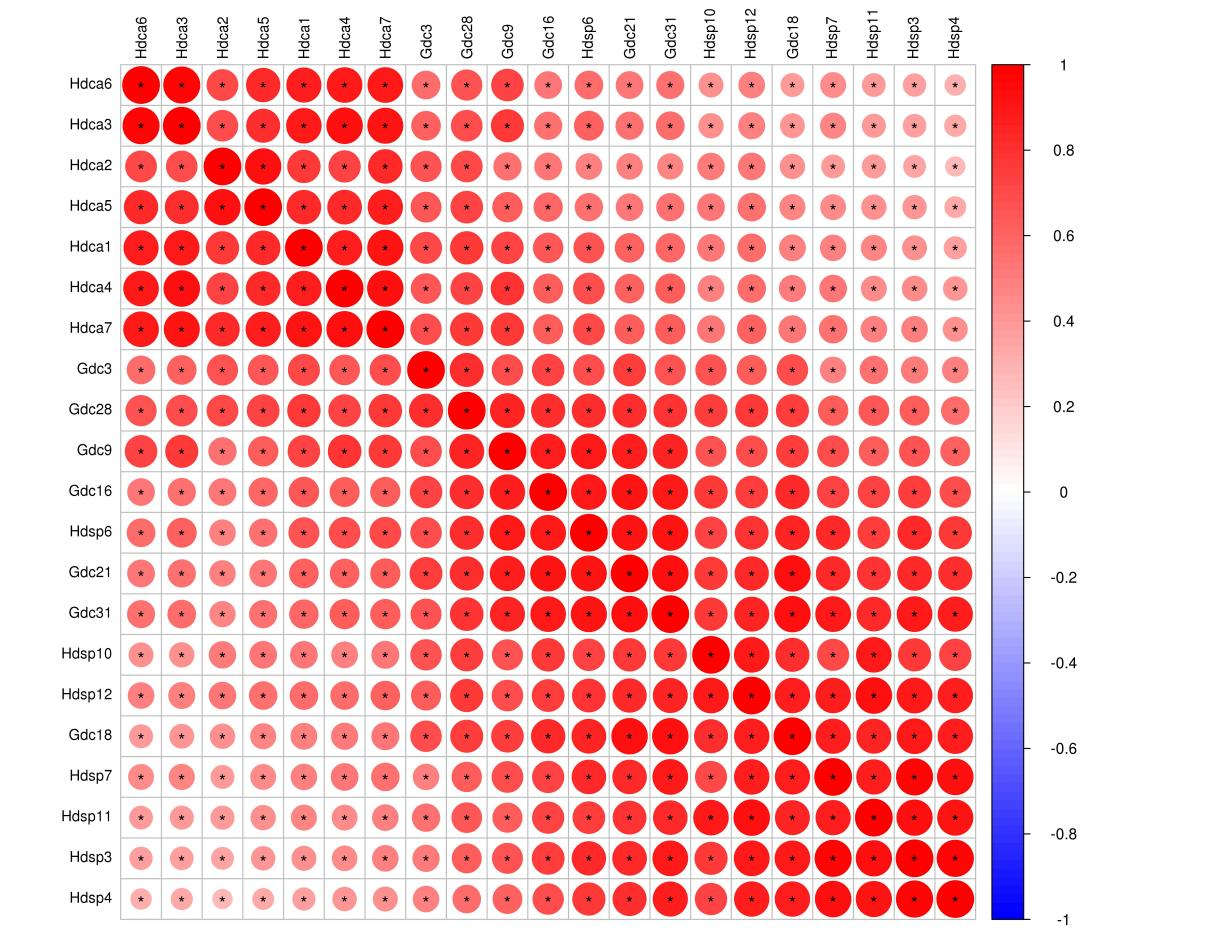 Hdca6 Hdca3 Hdca2 Hdca5 Hdca1 Hdca4 Hdca7 Gdc3 Gdc28 Gdc9 Gdc16 Hdsp6 Gdc21 Gdc31 Hdsp10 Hdsp12 Gdc18 Hdsp7 Hdsp11 Hdsp3 Hdsp4
Hdca6 * * * * * * * * * * * * * * * * * * * * *
Hdca3 * * * * * * * * * * * * * * * * * * * * *
Hdca2 * * * * * * * * * * * * * * * * * * * * *
Hdca5 * * * * * * * * * * * * * * * * * * * * *
Hdca1 * * * * * * * * * * * * * * * * * * * * *
Hdca4 * * * * * * * * * * * * * * * * * * * * *
Hdca7 * * * * * * * * * * * * * * * * * * * * *
Gdc3 * * * * * * * * * * * * * * * * * * * * *
Gdc28 * * * * * * * * * * * * * * * * * * * * *
Gdc9 * * * * * * * * * * * * * * * * * * * * *
Gdc16 * * * * * * * * * * * * * * * * * * * * *
Hdsp6 * * * * * * * * * * * * * * * * * * * * *
Gdc21 * * * * * * * * * * * * * * * * * * * * *
Gdc31 * * * * * * * * * * * * * * * * * * * * *
Hdsp10 * * * * * * * * * * * * * * * * * * * * *
Hdsp12 * * * * * * * * * * * * * * * * * * * * *
Gdc18 * * * * * * * * * * * * * * * * * * * * *
Hdsp7 * * * * * * * * * * * * * * * * * * * * *
Hdsp11 * * * * * * * * * * * * * * * * * * * * *
Hdsp3 * * * * * * * * * * * * * * * * * * * * *
Hdsp4 * * * * * * * * * * * * * * * * * * * * *
1
0.8
0.6
0.4
0.2
0
-0.2
-0.4
-0.6
-0.8
-1